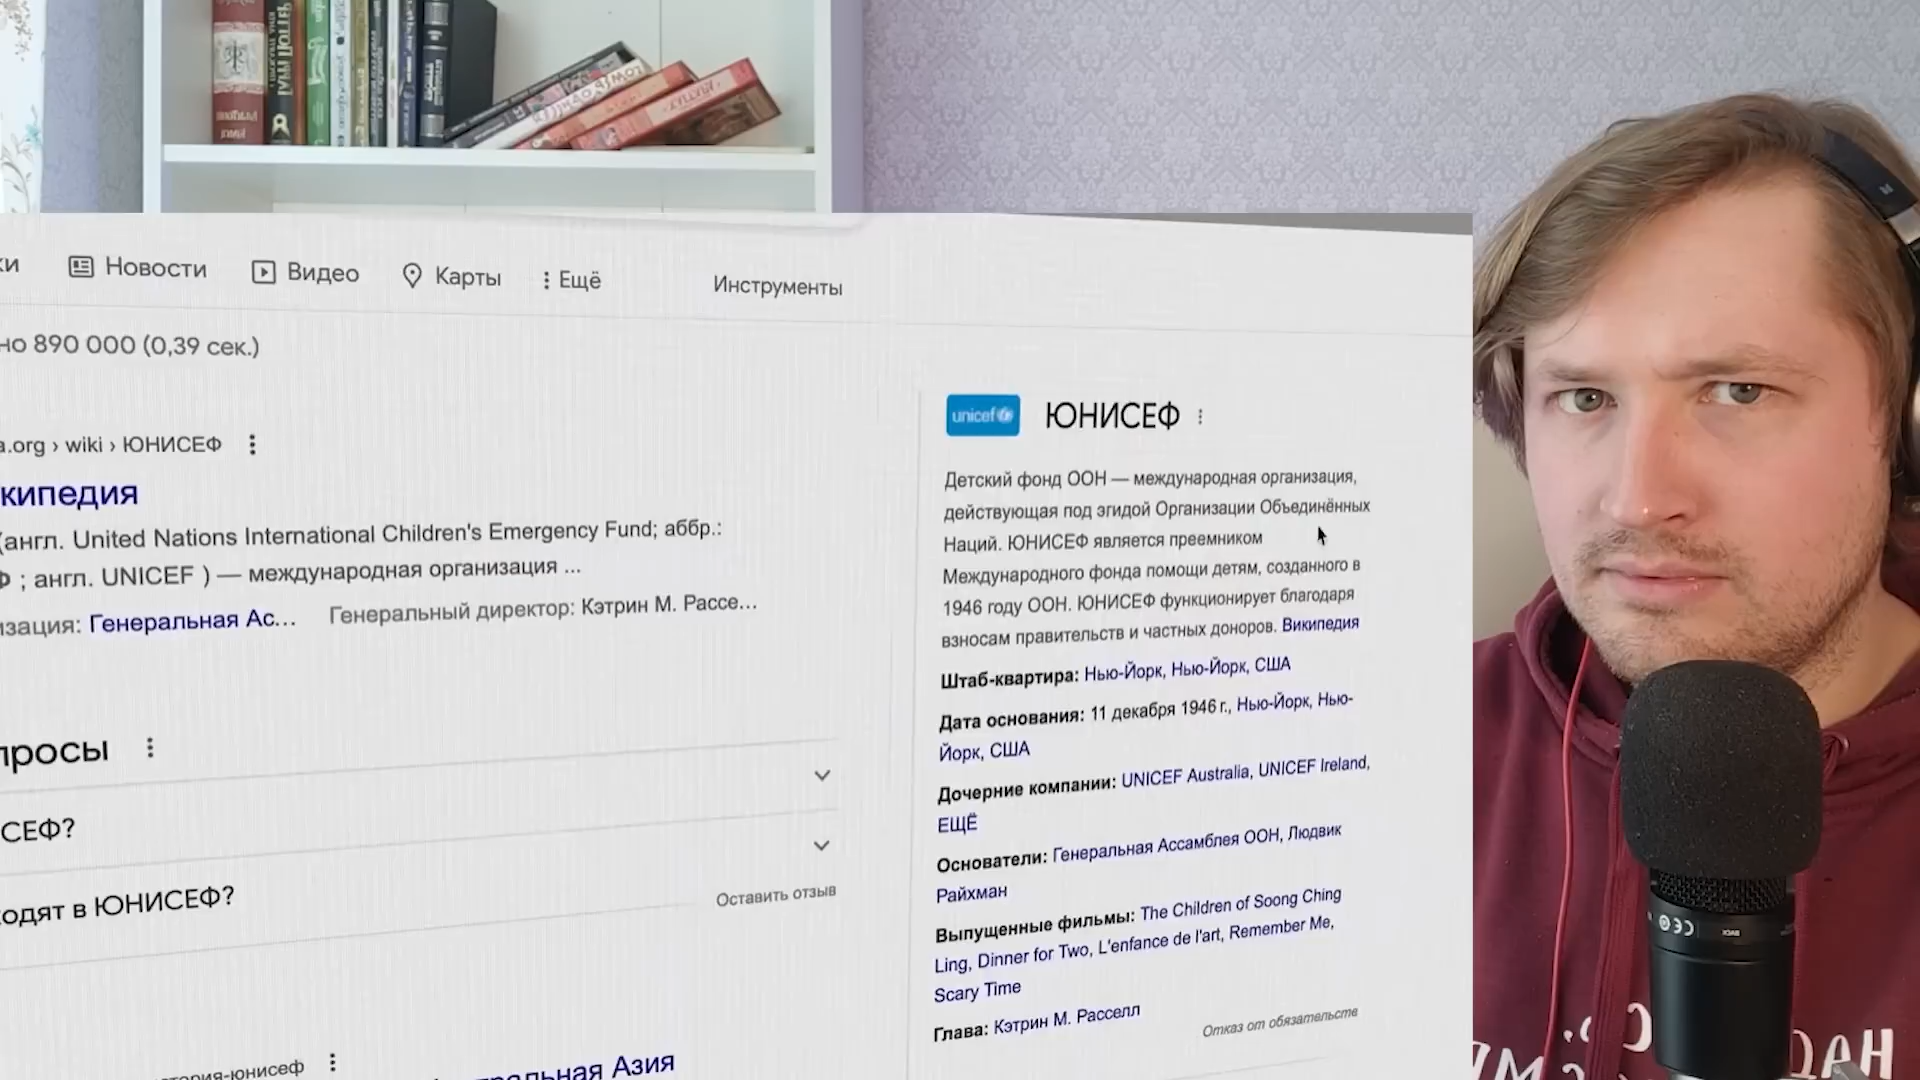 ки
Новости
Видео
Карты
Ещё
Инструменты
но 890 000 (0,39 сек.)
a.org › wiki › ЮНИСЕФ
кипедия
(англ. United Nations International Children's Emergency Fund; аббр.:
Ф ; англ. UNICEF ) — международная организация ...
изация: Генеральная Ас... Генеральный директор: Кэтрин М. Рассе...
просы
СЕФ?
одят в ЮНИСЕФ?
Оставить отзыв
тория-юнисеф
тральная Азия
unicef
ЮНИСЕФ
Детский фонд ООН — международная организация,
действующая под эгидой Организации Объединённых
Наций. ЮНИСЕФ является преемником
Международного фонда помощи детям, созданного в
1946 году ООН. ЮНИСЕФ функционирует благодаря
взносам правительств и частных доноров. Википедия
Штаб-квартира: Нью-Йорк, Нью-Йорк, США
Дата основания: 11 декабря 1946 г., Нью-Йорк, Нью-
Йорк, США
Дочерние компании: UNICEF Australia, UNICEF Ireland,
ЕЩЁ
Основатели: Генеральная Ассамблея ООН, Людвик
Райхман
Выпущенные фильмы: The Children of Soong Ching
Ling, Dinner for Two, L'enfance de l'art, Remember Me,
Scary Time
Глава: Кэтрин М. Расселл
Отказ от обязательств